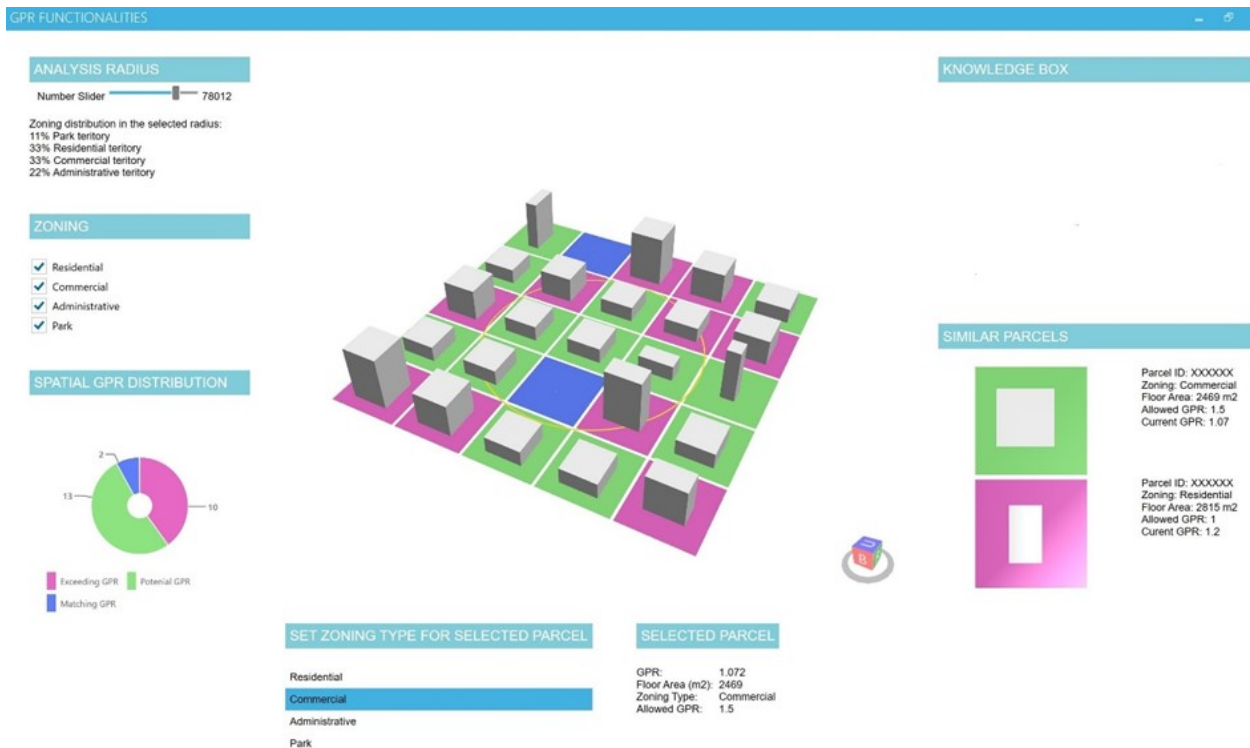 GPR FUNCTIONALITIES
ANALYSIS RADIUS
Number Slider 78012
Zoning distribution in the selected radius:
11% Park teritory
33% Residential teritory
33% Commercial teritory
22% Administrative teritory
ZONING
Residential
Commercial
Administrative
Park
SPATIAL GPR DISTRIBUTION
2
13
10
Exceeding GPR Potenial GPR
Matching GPR
SET ZONING TYPE FOR SELECTED PARCEL
Residential
Commercial
Administrative
Park
SELECTED PARCEL
GPR: 1.072
Floor Area (m2): 2469
Zoning Type: Commercial
Allowed GPR: 1.5
KNOWLEDGE BOX
SIMILAR PARCELS
Parcel ID: XXXXXX
Zoning: Commercial
Floor Area: 2469 m2
Allowed GPR: 1.5
Current GPR: 1.07
Parcel ID: XXXXXX
Zoning: Residential
Floor Area: 2815 m2
Allowed GPR: 1
Curent GPR: 1.2
B